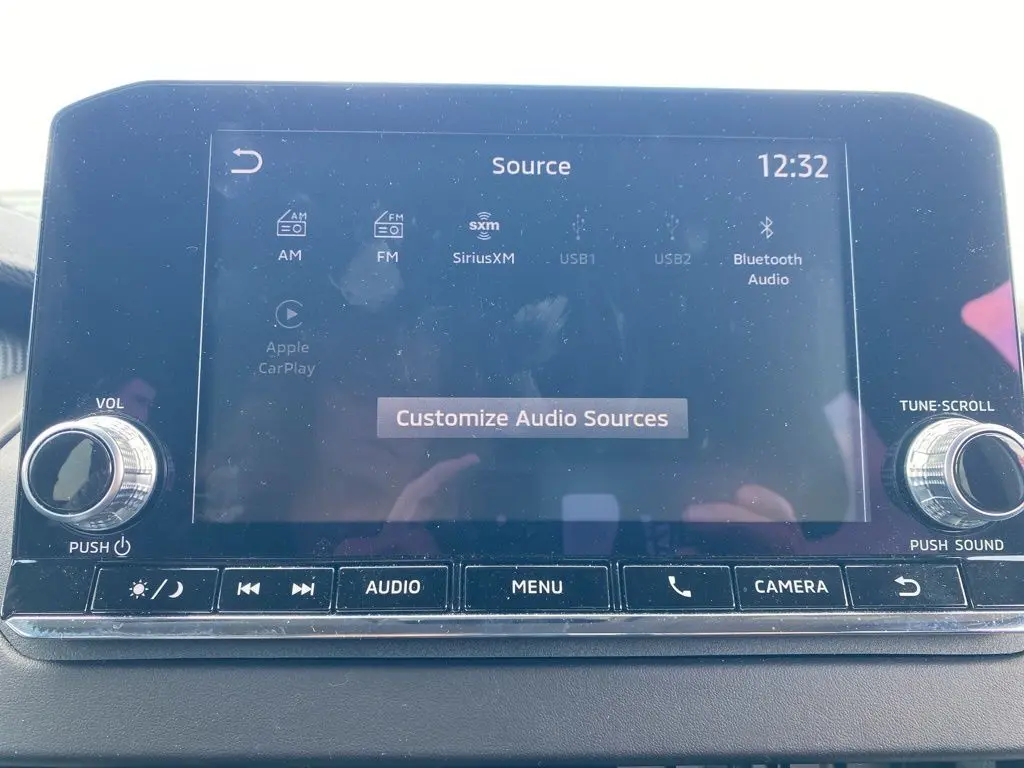 Source
12:32
AM
FM
sxm
AM
FM
SiriusXM
USB1
USB2
Bluetooth
Audio
Apple
CarPlay
Customize Audio Sources
VOL
TUNE·SCROLL
PUSH
PUSH SOUND
AUDIO
MENU
CAMERA